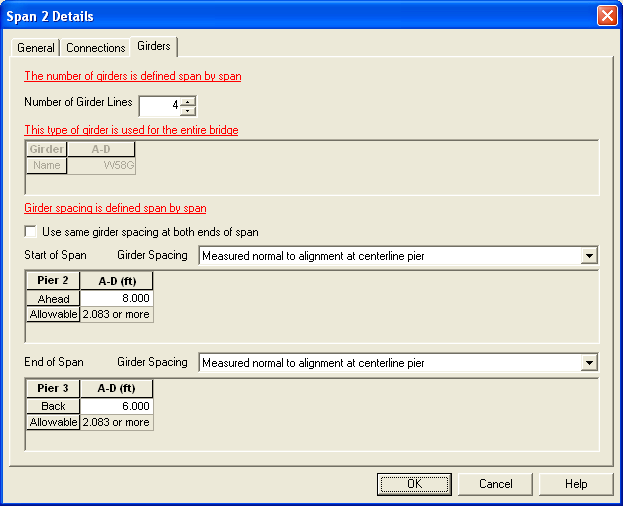 Span 2 Details
General Connections Girders
The number of girders is defined span by span
Number of Girder Lines 4
This type of girder is used for the entire bridge
Girder A-D
Name W58G
Girder spacing is defined span by span
Use same girder spacing at both ends of span
Start of Span Girder Spacing Measured normal to alignment at centerline pier
Pier 2 A-D (ft)
Ahead 8.000
Allowable 2.083 or more
End of Span Girder Spacing Measured normal to alignment at centerline pier
Pier 3 A-D (ft)
Back 6.000
Allowable 2.083 or more
OK Cancel Help